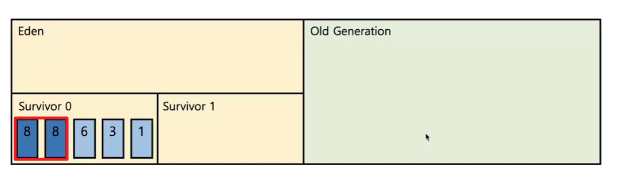 Eden
Old Generation
Survivor 0
Survivor 1
8 8 6 3 1